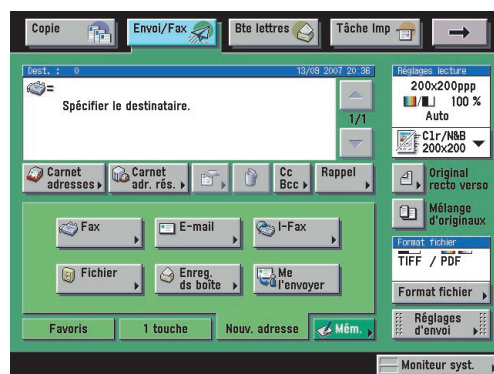 Copie
Envoi/Fax
Bte lettres
Tâche Imp
Dest. : 0
13/09 2007 20:36
Spécifier le destinataire.
1/1
Carnet
adresses
Carnet
adr. rés.
Cc
Bcc
Rappel
Fax
E-mail
I-Fax
Fichier
Enreg.
ds boîte
Me
l'envoyer
Favoris
1 touche
Nouv. adresse
Mém.
Réglages lecture
200x200ppp
100 %
Auto
Clr/N&B
200x200
Original
recto verso
Mélange
d'originaux
Format fichier
TIFF / PDF
Format fichier
Réglages
d'envoi
Moniteur syst.